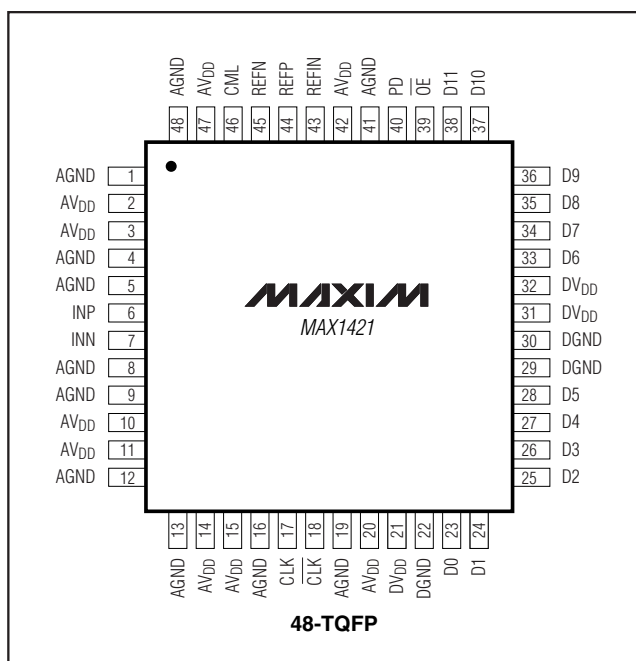 AGND
AVDD
CML
REFN
REFP
REFIN
AVDD
AGND
PD
OE
D11
D10
48
47
46
45
44
43
42
41
40
39
38
37
AGND 1
AVDD 2
AVDD 3
AGND 4
AGND 5
INP 6
INN 7
AGND 8
AGND 9
AVDD 10
AVDD 11
AGND 12
MAXIM
MAX1421
36 D9
35 D8
34 D7
33 D6
32 DVDD
31 DVDD
30 DGND
29 DGND
28 D5
27 D4
26 D3
25 D2
13
14
15
16
17
18
19
20
21
22
23
24
AGND
AVDD
AVDD
AGND
CLK
CLK
AGND
AVDD
DVDD
DGND
D0
D1
48-TQFP